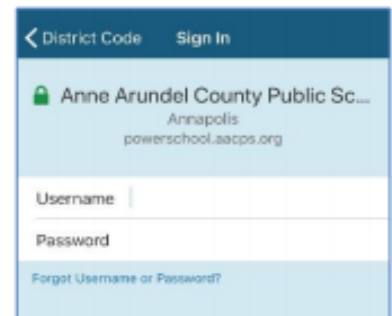 District Code Sign In
Anne Arundel County Public Sc...
Annapolis
powerschool.aacps.org
Username
Password
Forgot Username or Password?